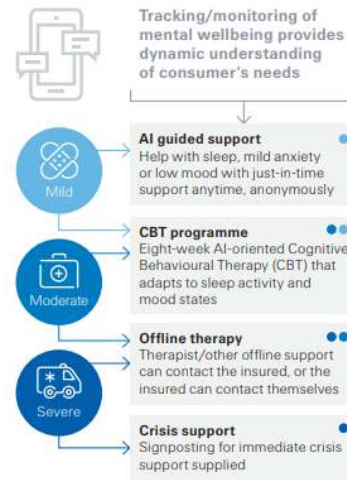 Tracking/monitoring of
mental wellbeing provides
dynamic understanding
of consumer's needs
Mild
AI guided support
Help with sleep, mild anxiety
or low mood with just-in-time
support anytime, anonymously
Moderate
CBT programme
Eight-week AI-oriented Cognitive
Behavioural Therapy (CBT) that
adapts to sleep activity and
mood states
Severe
Offline therapy
Therapist/other offline support
can contact the insured, or the
insured can contact themselves
Crisis support
Signposting for immediate crisis
support supplied